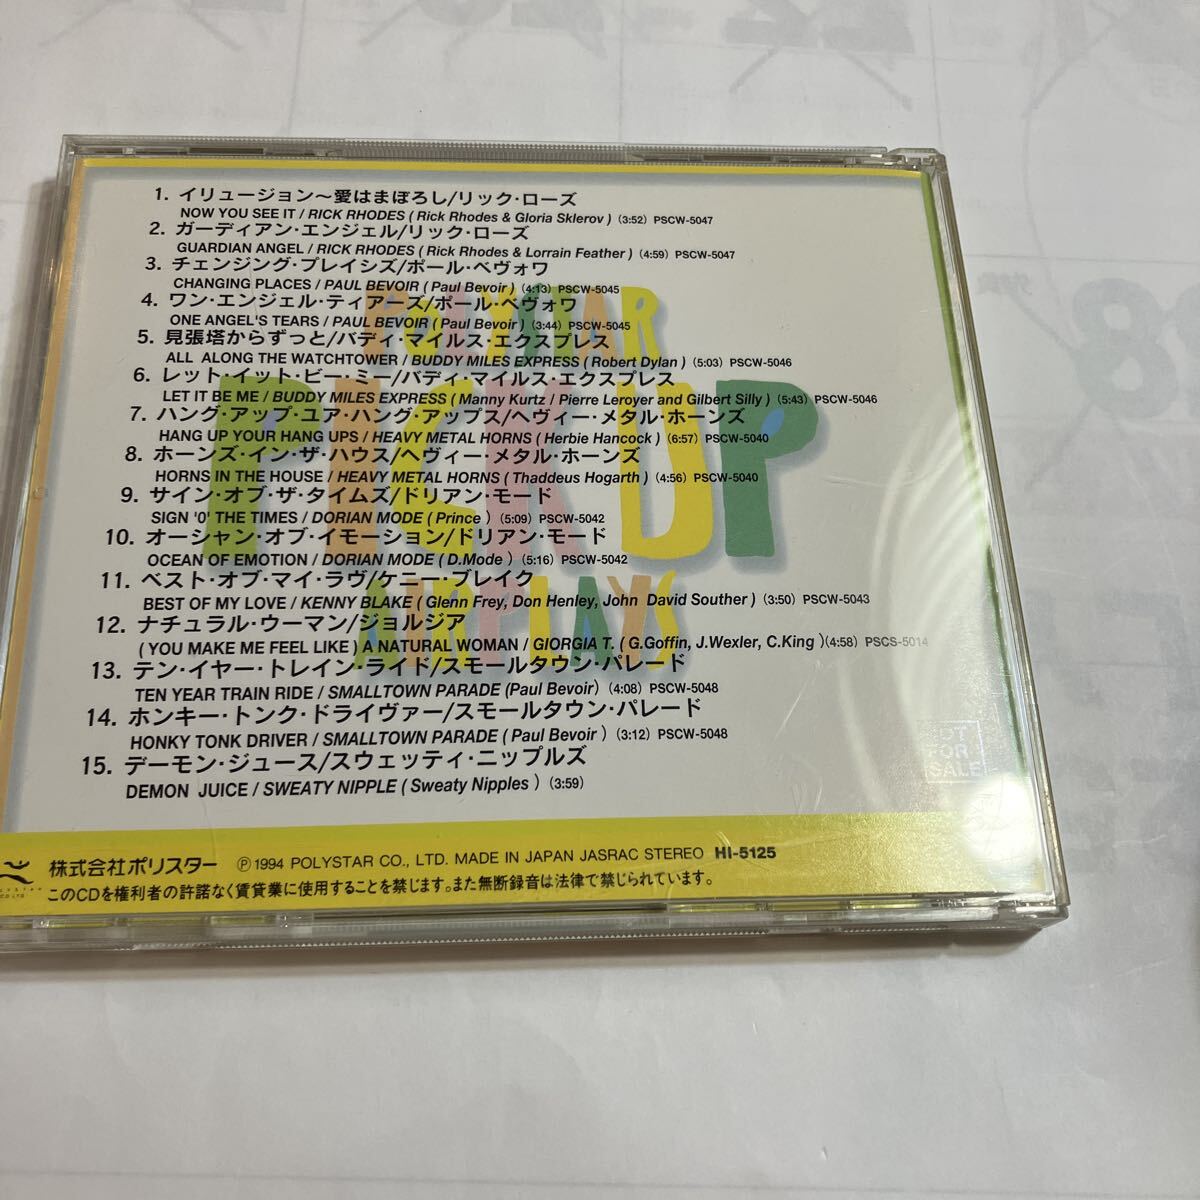 1. イリュージョン～愛はまぼろし/リック・ローズ
NOW YOU SEE IT / RICK RHODES ( Rick Rhodes & Gloria Sklerov ) (3:52) PSCW-5047
2. ガーディアン・エンジェル/リック・ローズ
GUARDIAN ANGEL / RICK RHODES ( Rick Rhodes & Lorrain Feather ) (4:59) PSCW-5047
3. チェンジング・プレイシズ/ポール・ベヴォワ
CHANGING PLACES / PAUL BEVOIR ( Paul Bevoir ) (4:13) PSCW-5045
4. ワン・エンジェル・ティアーズ/ポール・ベヴォワ
ONE ANGEL'S TEARS / PAUL BEVOIR ( Paul Bevoir ) (3:44) PSCW-5045
5. 見張塔からずっと/バディ・マイルス・エクスプレス
ALL ALONG THE WATCHTOWER / BUDDY MILES EXPRESS ( Robert Dylan ) (5:03) PSCW-5046
6. レット・イット・ビー・ミー/バディ・マイルス・エクスプレス
LET IT BE ME / BUDDY MILES EXPRESS ( Manny Kurtz / Pierre Leroyer and Gilbert Silly ) (5:43) PSCW-5046
7. ハング・アップ・ユア・ハング・アップス/ヘヴィー・メタル・ホーンズ
HANG UP YOUR HANG UPS / HEAVY METAL HORNS ( Herbie Hancock ) (6:57) PSCW-5040
8. ホーンズ・イン・ザ・ハウス/ヘヴィー・メタル・ホーンズ
HORNS IN THE HOUSE / HEAVY METAL HORNS ( Thaddeus Hogarth ) (4:56) PSCW-5040
9. サイン・オブ・ザ・タイムズ/ドリアン・モード
SIGN '0' THE TIMES / DORIAN MODE ( Prince ) (5:09) PSCW-5042
10. オーシャン・オブ・イモーション/ドリアン・モード
OCEAN OF EMOTION / DORIAN MODE ( D.Mode ) (5:16) PSCW-5042
11. ベスト・オブ・マイ・ラヴ/ケニー・ブレイク
BEST OF MY LOVE / KENNY BLAKE ( Glenn Frey, Don Henley, John David Souther ) (3:50) PSCW-5043
12. ナチュラル・ウーマン/ジョルジア
( YOU MAKE ME FEEL LIKE ) A NATURAL WOMAN / GIORGIA T. ( G.Goffin, J.Wexler, C.King ) (4:58) PSCS-5014
13. テン・イヤー・トレイン・ライド/スモールタウン・パレード
TEN YEAR TRAIN RIDE / SMALLTOWN PARADE (Paul Bevoir) (4:08) PSCW-5048
14. ホンキー・トンク・ドライヴァー/スモールタウン・パレード
HONKY TONK DRIVER / SMALLTOWN PARADE ( Paul Bevoir ) (3:12) PSCW-5048
15. デーモン・ジュース/スウェッティ・ニップルズ
DEMON JUICE / SWEATY NIPPLE ( Sweaty Nipples ) (3:59)
POLYSTAR
PICK UP
AIRPLAYS
NOT
FOR
SALE
株式会社ポリスター Ⓟ1994 POLYSTAR CO., LTD. MADE IN JAPAN JASRAC STEREO HI-5125
このCDを権利者の許諾なく賃貸業に使用することを禁じます。また無断録音は法律で禁じられています。